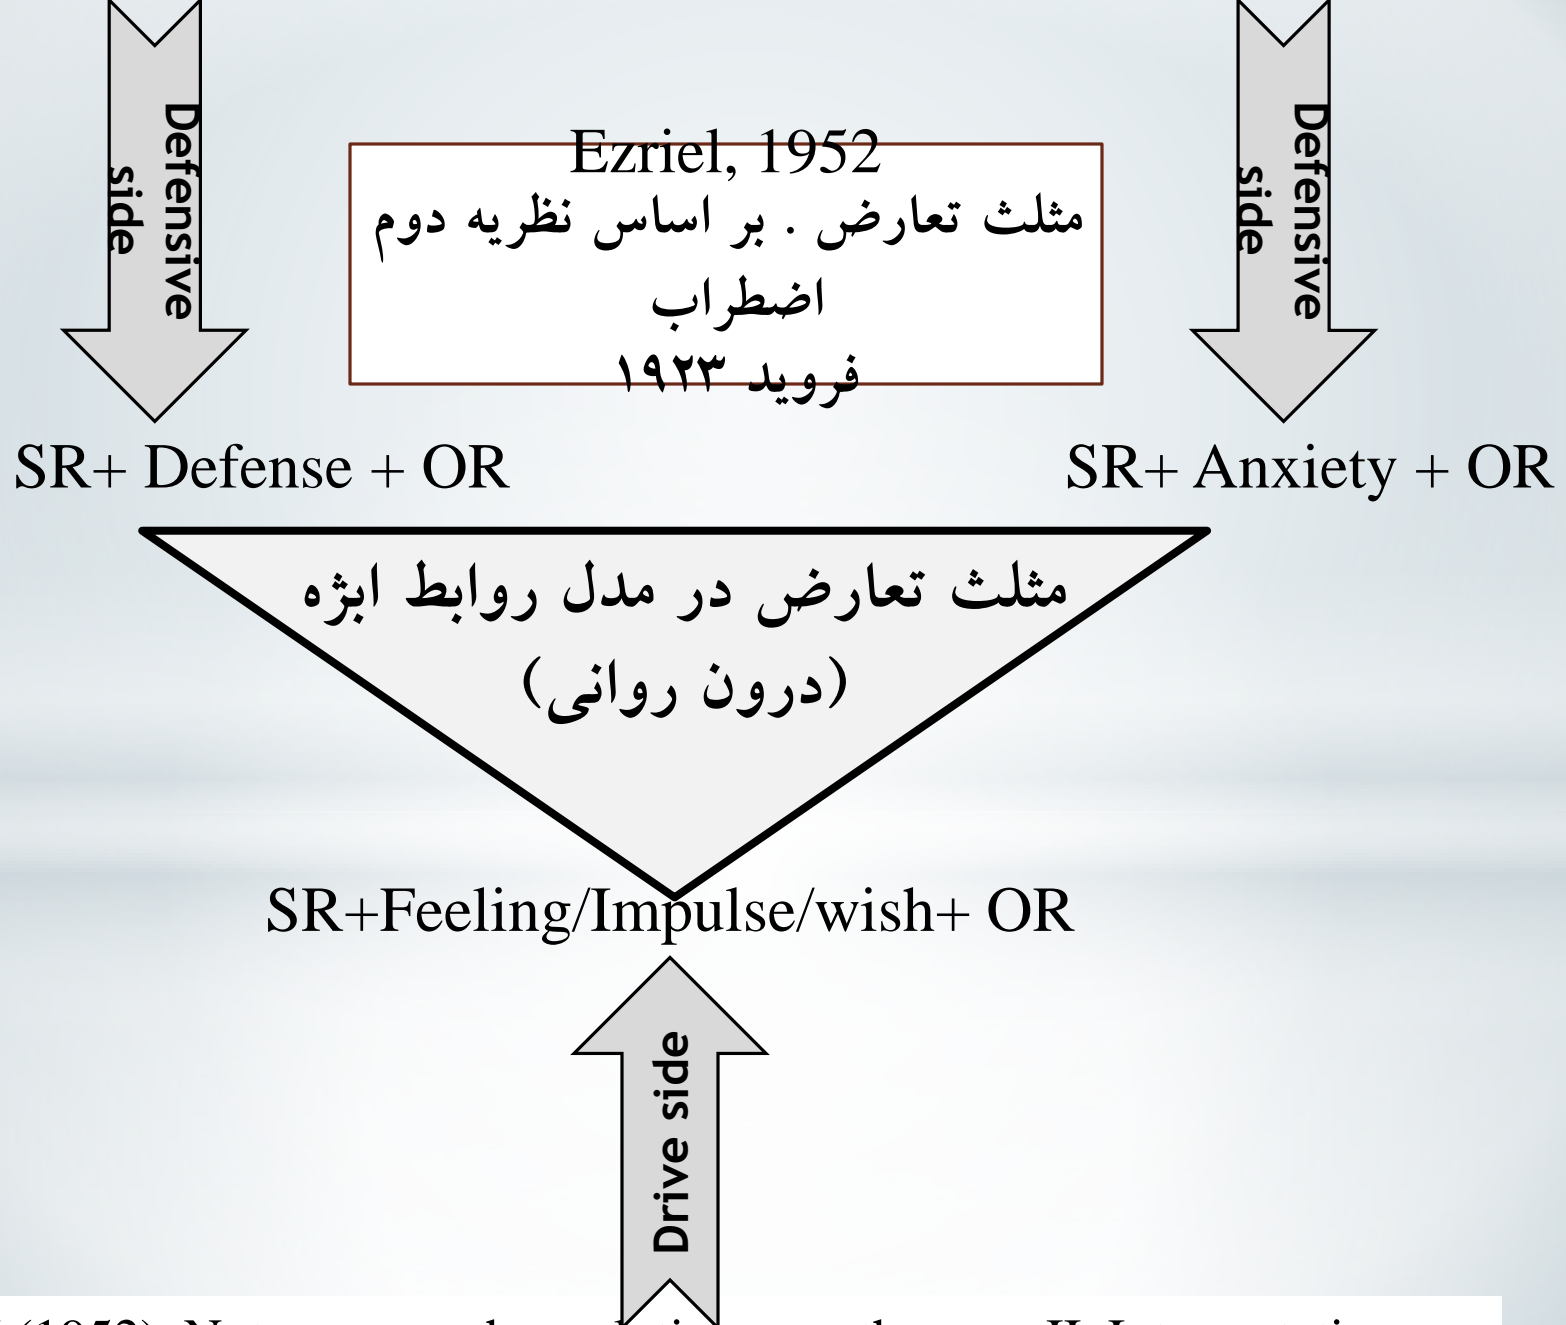 Defensive
side
Ezriel, 1952
مثلث تعارض . بر اساس نظریه دوم
اضطراب
فروید ۱۹۲۳
Defensive
side
SR+ Defense + OR
SR+ Anxiety + OR
مثلث تعارض در مدل روابط ابژه
(درون روانی)
SR+Feeling/Impulse/wish+ OR
Drive side
(1952). N